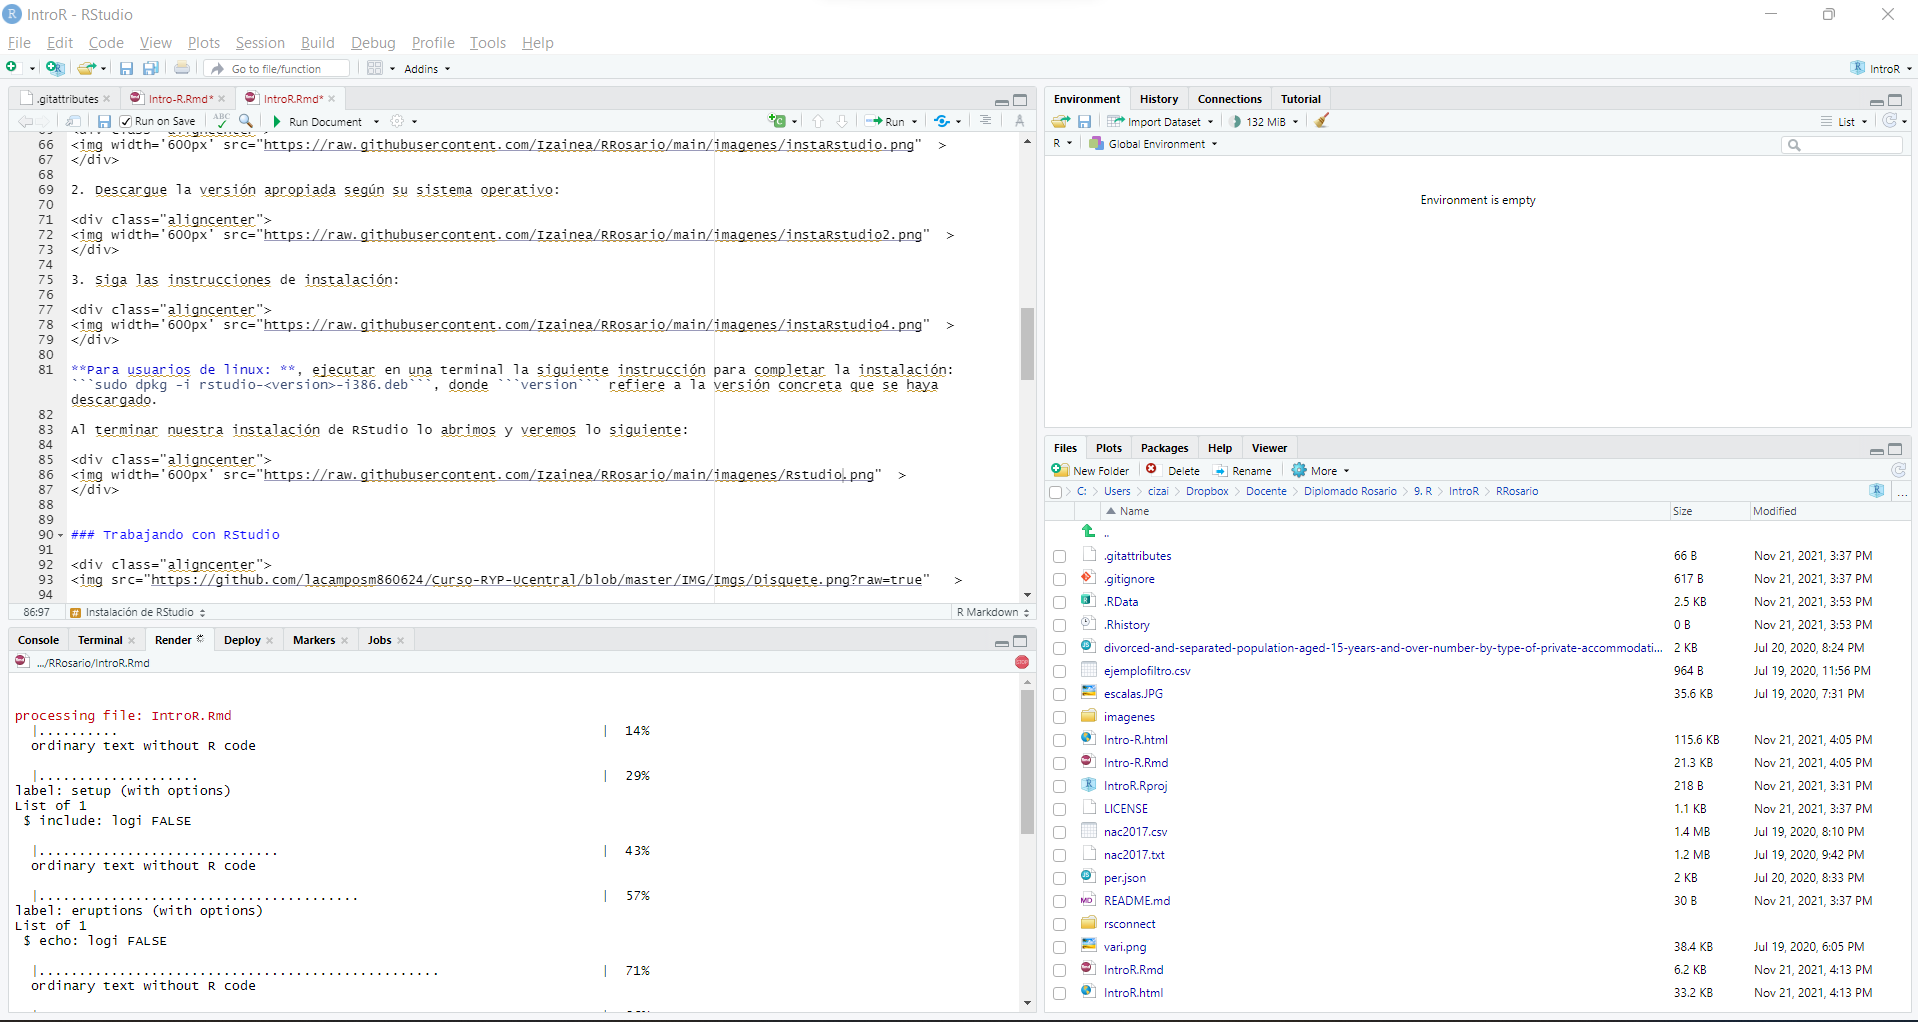 IntroR - RStudio
File Edit Code View Plots Session Build Debug Profile Tools Help
Go to file/function Addins IntroR
.gitattributes Intro-R.Rmd* IntroR.Rmd*
Run on Save ABC Run Document Run
66 <img width='600px' src="https://raw.githubusercontent.com/Izainea/RRosario/main/imagenes/instaRstudio.png" >
67 </div>
68
69 2. Descargue la versión apropiada según su sistema operativo:
70
71 <div class="aligncenter">
72 <img width='600px' src="https://raw.githubusercontent.com/Izainea/RRosario/main/imagenes/instaRstudio2.png" >
73 </div>
74
75 3. Siga las instrucciones de instalación:
76
77 <div class="aligncenter">
78 <img width='600px' src="https://raw.githubusercontent.com/Izainea/RRosario/main/imagenes/instaRstudio4.png" >
79 </div>
80
81 **Para usuarios de linux: **, ejecutar en una terminal la siguiente instrucción para completar la instalación:
```sudo dpkg -i rstudio-<version>-i386.deb```, donde ```version``` refiere a la versión concreta que se haya
descargado.
82
83 Al terminar nuestra instalación de RStudio lo abrimos y veremos lo siguiente:
84
85 <div class="aligncenter">
86 <img width='600px' src="https://raw.githubusercontent.com/Izainea/RRosario/main/imagenes/Rstudio.png" >
87 </div>
88
89
90 ### Trabajando con RStudio
91
92 <div class="aligncenter">
93 <img src="https://github.com/lacamposm860624/Curso-RYP-Ucentral/blob/master/IMG/Imgs/Disquete.png?raw=true" >
94
86:97 # Instalación de RStudio R Markdown
Console Terminal Render Deploy Markers Jobs
.../RRosario/IntroR.Rmd STOP
processing file: IntroR.Rmd
|.......... | 14%
ordinary text without R code
|.................... | 29%
label: setup (with options)
List of 1
$ include: logi FALSE
|.............................. | 43%
ordinary text without R code
|........................................ | 57%
label: eruptions (with options)
List of 1
$ echo: logi FALSE
|.................................................. | 71%
ordinary text without R code
Environment History Connections Tutorial
Import Dataset 132 MiB List
R Global Environment
Environment is empty
Files Plots Packages Help Viewer
New Folder Delete Rename More
C: Users cizai Dropbox Docente Diplomado Rosario 9. R IntroR RRosario ...
Name Size Modified
..
.gitattributes 66 B Nov 21, 2021, 3:37 PM
.gitignore 617 B Nov 21, 2021, 3:37 PM
.RData 2.5 KB Nov 21, 2021, 3:53 PM
.Rhistory 0 B Nov 21, 2021, 3:53 PM
divorced-and-separated-population-aged-15-years-and-over-number-by-type-of-private-accommodati... 2 KB Jul 20, 2020, 8:24 PM
ejemplofiltro.csv 964 B Jul 19, 2020, 11:56 PM
escalas.JPG 35.6 KB Jul 19, 2020, 7:31 PM
imagenes
Intro-R.html 115.6 KB Nov 21, 2021, 4:05 PM
Intro-R.Rmd 21.3 KB Nov 21, 2021, 4:05 PM
IntroR.Rproj 218 B Nov 21, 2021, 3:31 PM
LICENSE 1.1 KB Nov 21, 2021, 3:37 PM
nac2017.csv 1.4 MB Jul 19, 2020, 8:10 PM
nac2017.txt 1.2 MB Jul 19, 2020, 9:42 PM
per.json 2 KB Jul 20, 2020, 8:33 PM
README.md 30 B Nov 21, 2021, 3:37 PM
rsconnect
vari.png 38.4 KB Jul 19, 2020, 6:05 PM
IntroR.Rmd 6.2 KB Nov 21, 2021, 4:13 PM
IntroR.html 33.2 KB Nov 21, 2021, 4:13 PM